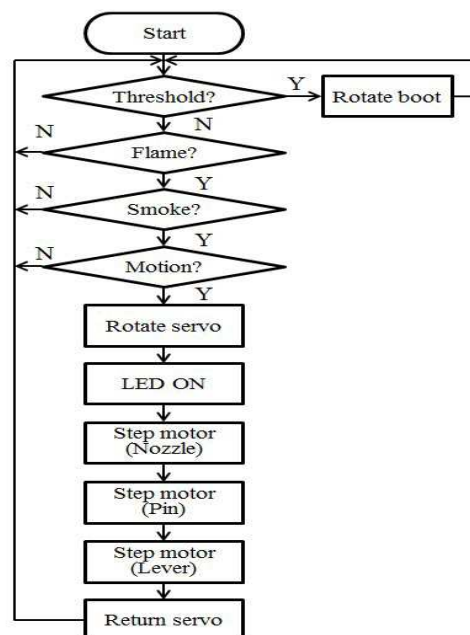 Start
Threshold?
Y
Rotate boot
N
N
Flame?
Y
N
Smoke?
Y
N
Motion?
Y
Rotate servo
LED ON
Step motor
(Nozzle)
Step motor
(Pin)
Step motor
(Lever)
Return servo